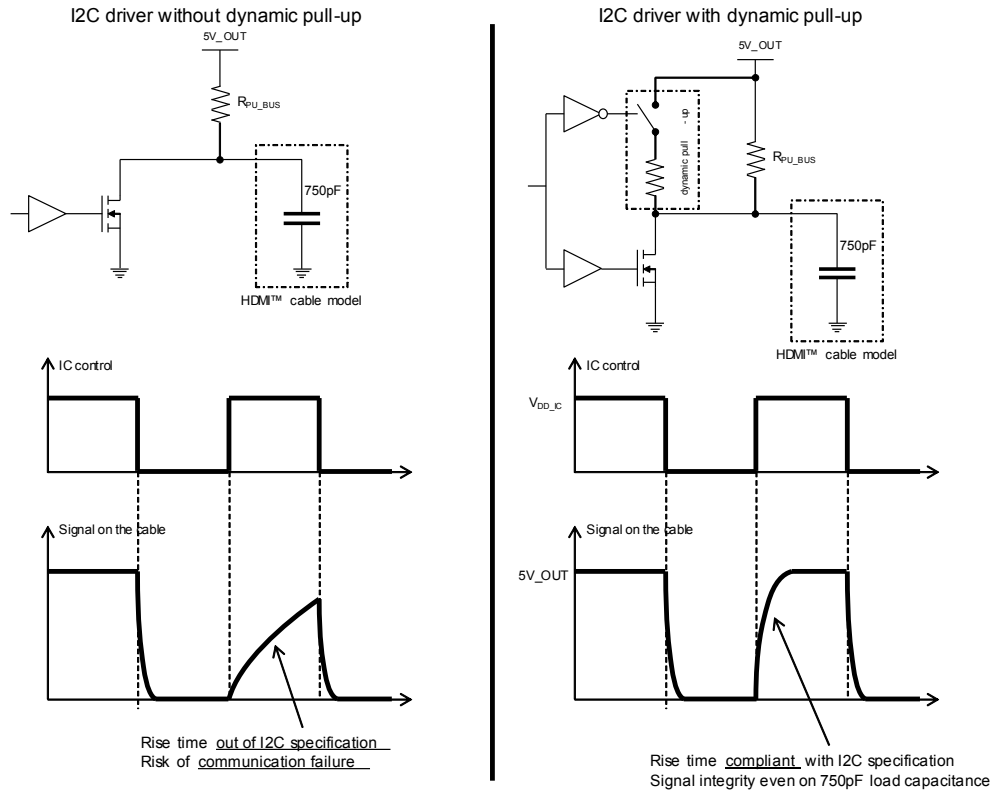 I2C driver without dynamic pull-up
5V_OUT
RPU_BUS
750pF
HDMI™ cable model
IC control
Signal on the cable
Rise time out of I2C specification
Risk of communication failure
I2C driver with dynamic pull-up
5V_OUT
dynamic pull - up
RPU_BUS
750pF
HDMI™ cable model
IC control
VDD_IC
Signal on the cable
5V_OUT
Rise time compliant with I2C specification
Signal integrity even on 750pF load capacitance